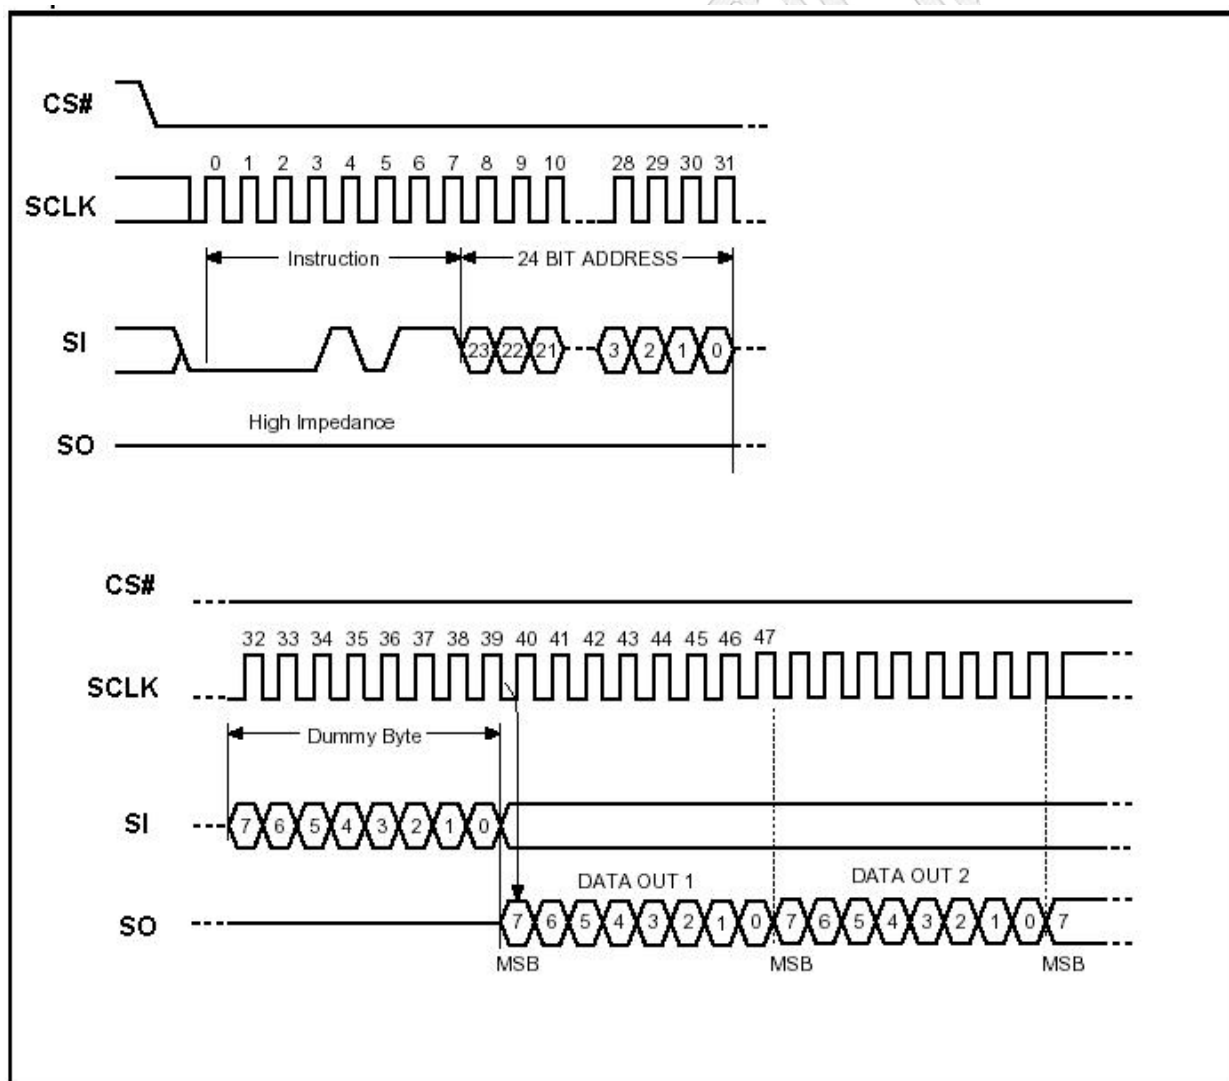 CS#
0 1 2 3 4 5 6 7 8 9 10 28 29 30 31
SCLK
Instruction 24 BIT ADDRESS
SI 23 22 21 3 2 1 0
High Impedance
SO
CS#
32 33 34 35 36 37 38 39 40 41 42 43 44 45 46 47
SCLK
Dummy Byte
SI 7 6 5 4 3 2 1 0
DATA OUT 1 DATA OUT 2
SO 7 6 5 4 3 2 1 0 7 6 5 4 3 2 1 0 7
MSB MSB MSB